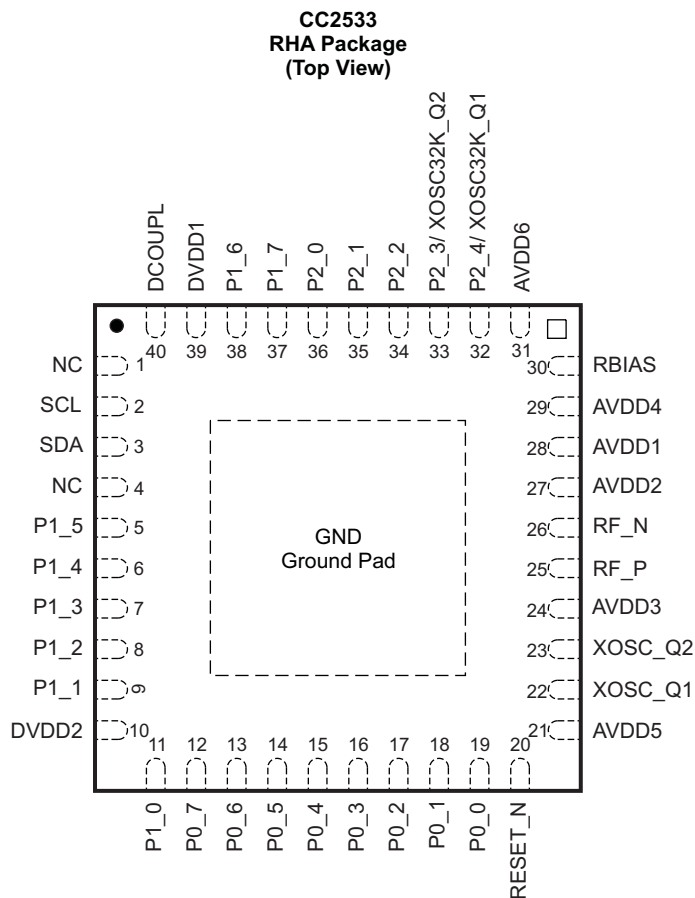 CC2533
RHA Package
(Top View)
DCOUPL
DVDD1
P1_6
P1_7
P2_0
P2_1
P2_2
P2_3/ XOSC32K_Q2
P2_4/ XOSC32K_Q1
AVDD6
40
39
38
37
36
35
34
33
32
31
NC 1
SCL 2
SDA 3
NC 4
P1_5 5
P1_4 6
P1_3 7
P1_2 8
P1_1 9
DVDD2 10
GND
Ground Pad
30 RBIAS
29 AVDD4
28 AVDD1
27 AVDD2
26 RF_N
25 RF_P
24 AVDD3
23 XOSC_Q2
22 XOSC_Q1
21 AVDD5
11
12
13
14
15
16
17
18
19
20
P1_0
P0_7
P0_6
P0_5
P0_4
P0_3
P0_2
P0_1
P0_0
RESET_N